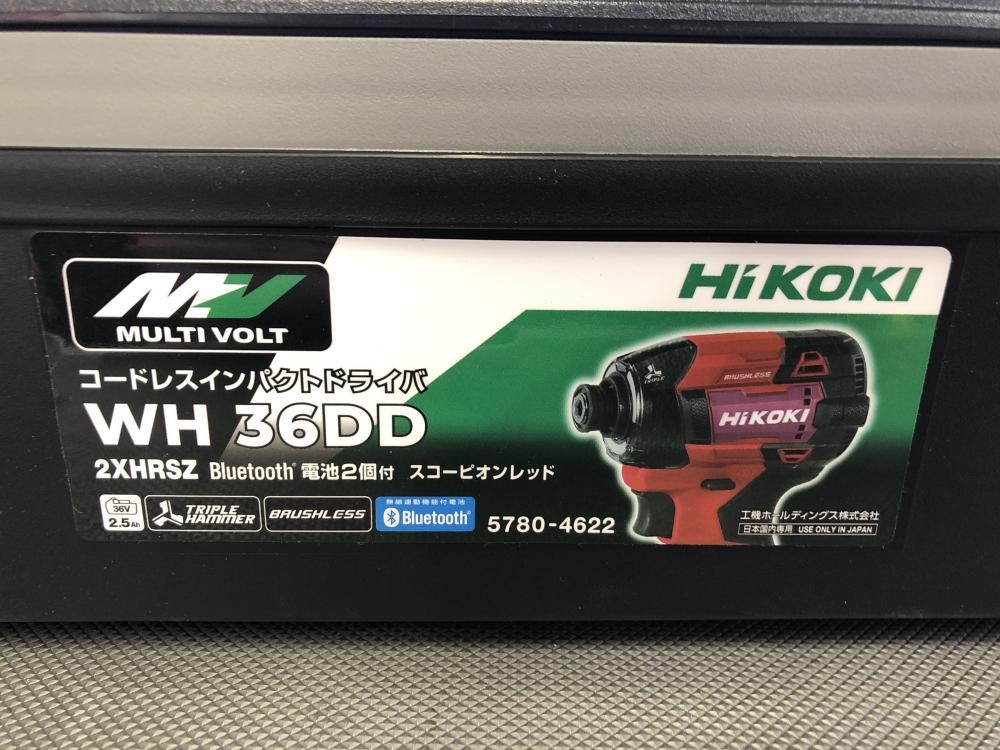 MV
MULTI VOLT
HiKOKI
コードレスインパクトドライバ
WH 36DD
2XHRSZ Bluetooth® 電池2個付 スコーピオンレッド
36V
2.5Ah
TRIPLE
HAMMER
BRUSHLESS
無線連動機能付電池
Bluetooth®
5780-4622
TRIPLE
BRUSHLESS
HiKOKI
工機ホールディングス株式会社
日本国内専用 USE ONLY IN JAPAN